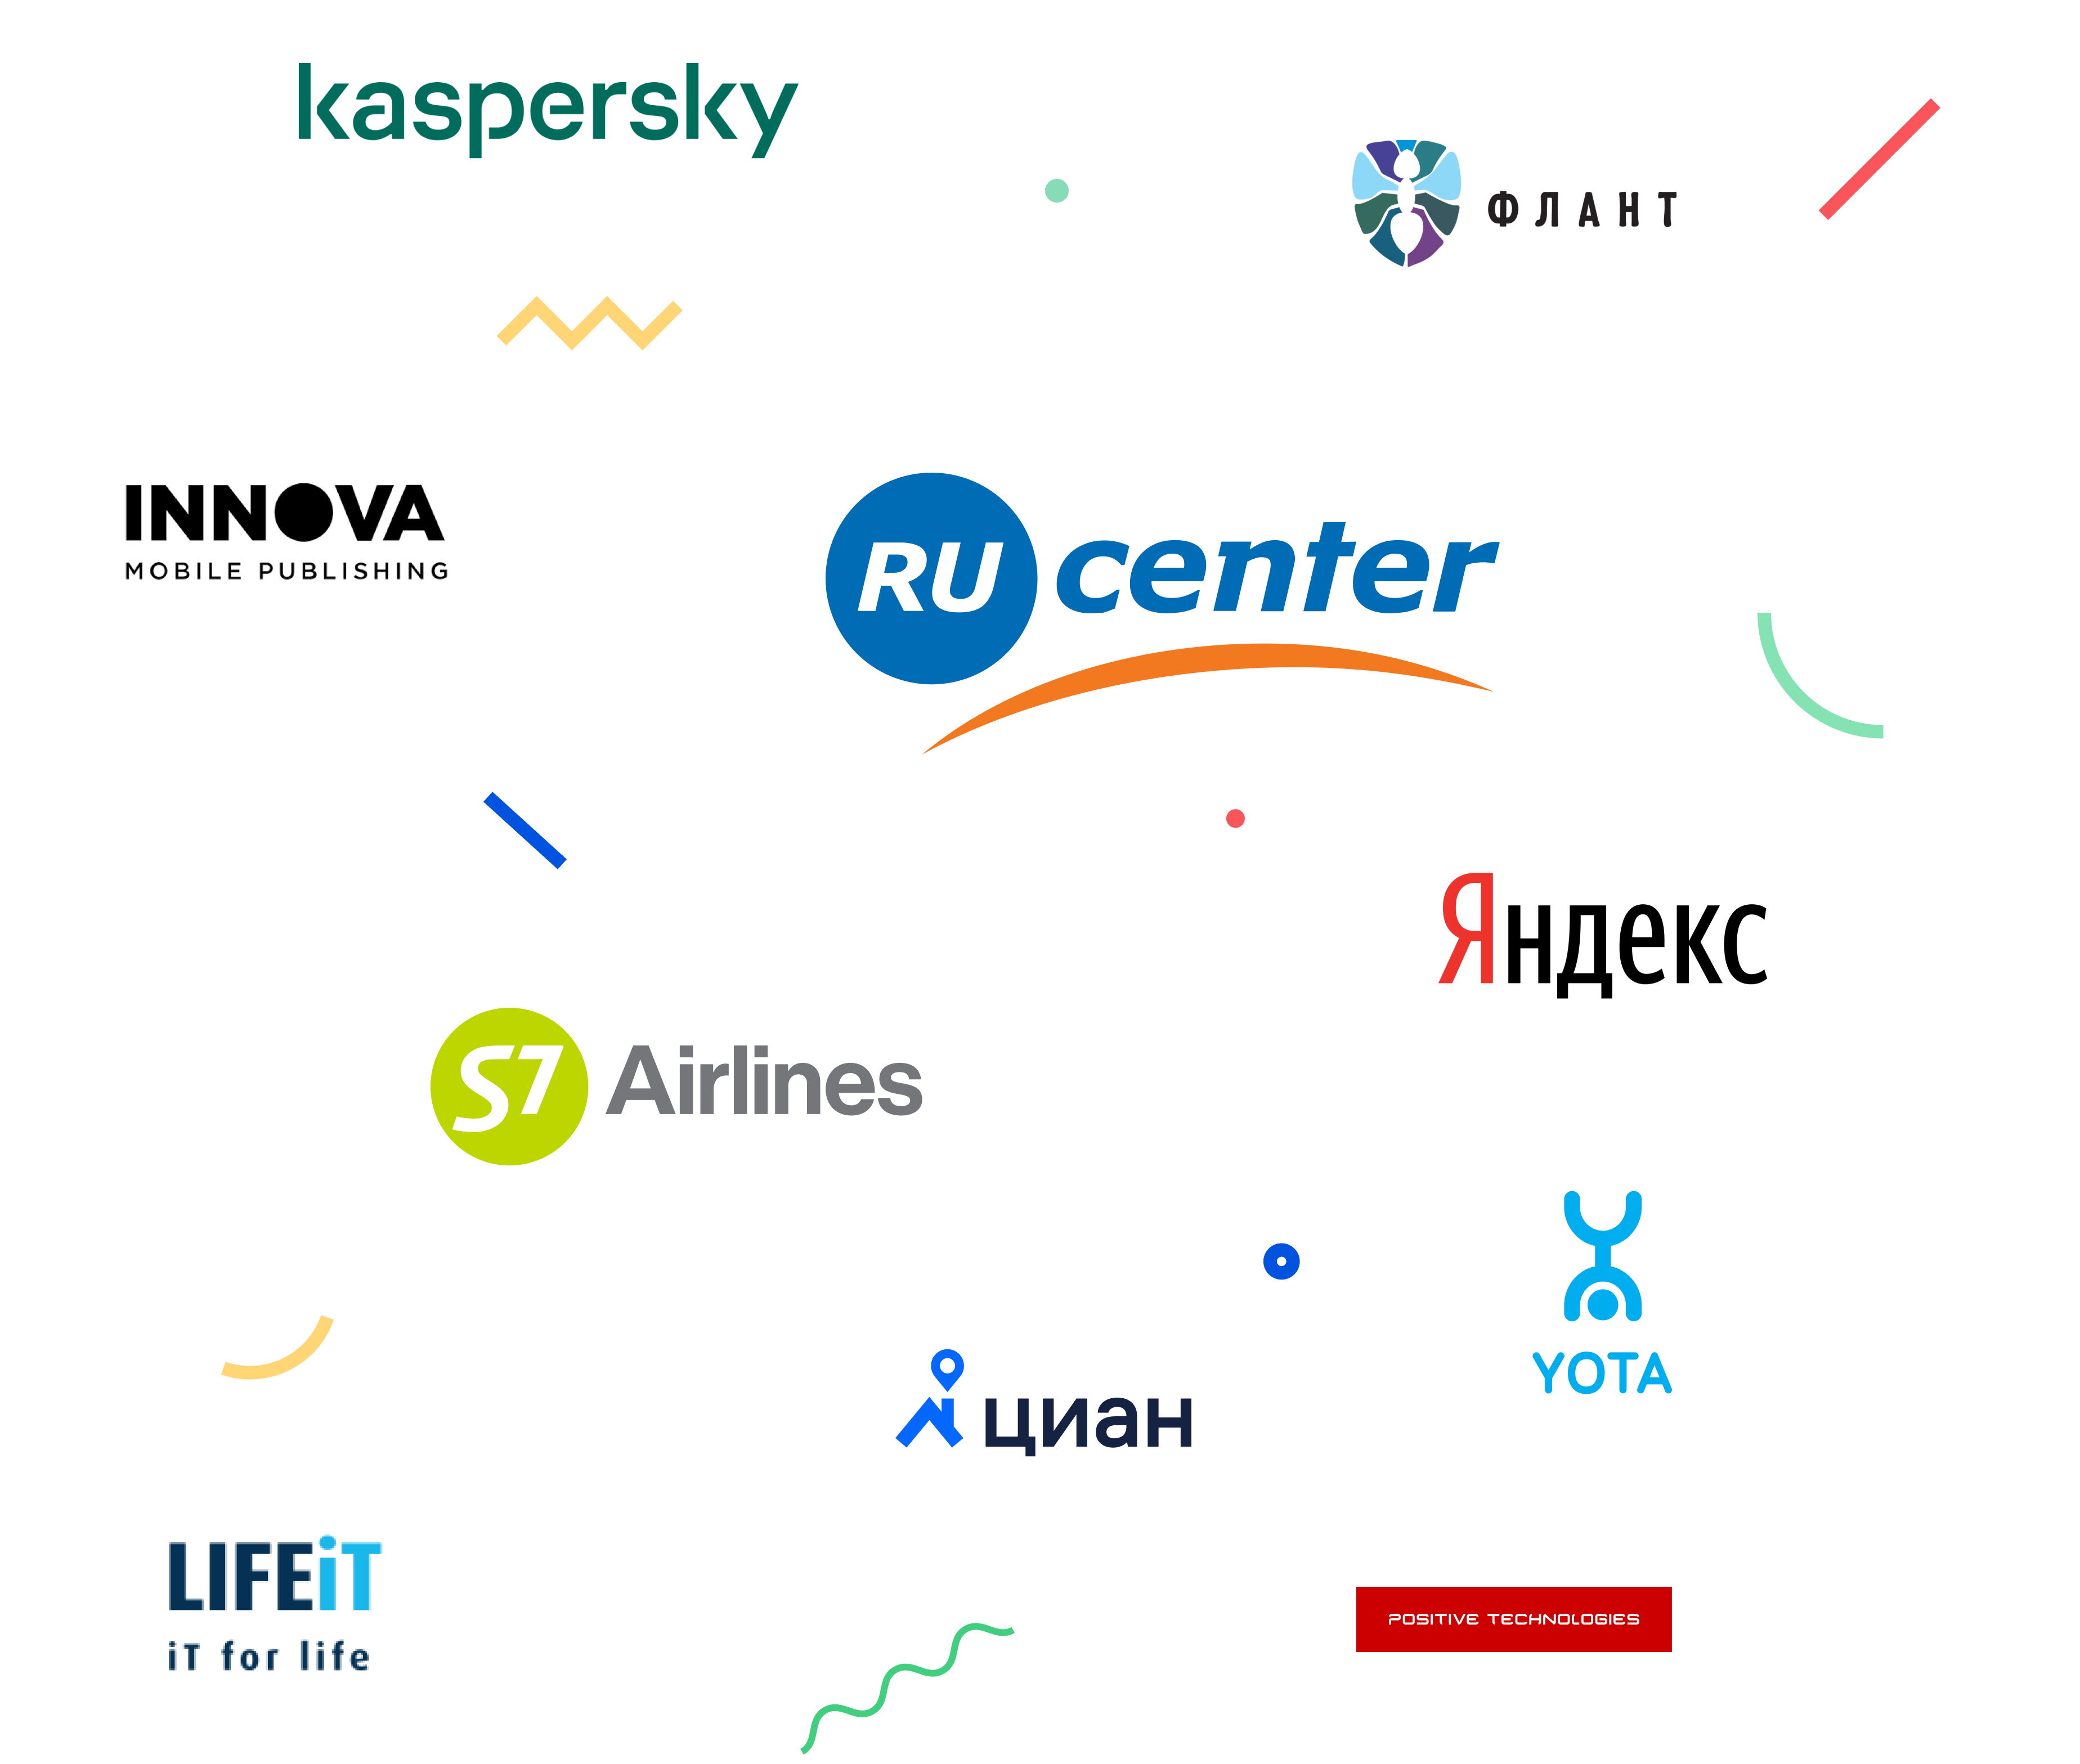 kaspersky
ФЛАНТ
INNOVA
MOBILE PUBLISHING
RU center
Яндекс
S7 Airlines
YOTA
циан
LIFEiT
iT for life
POSITIVE TECHNOLOGIES